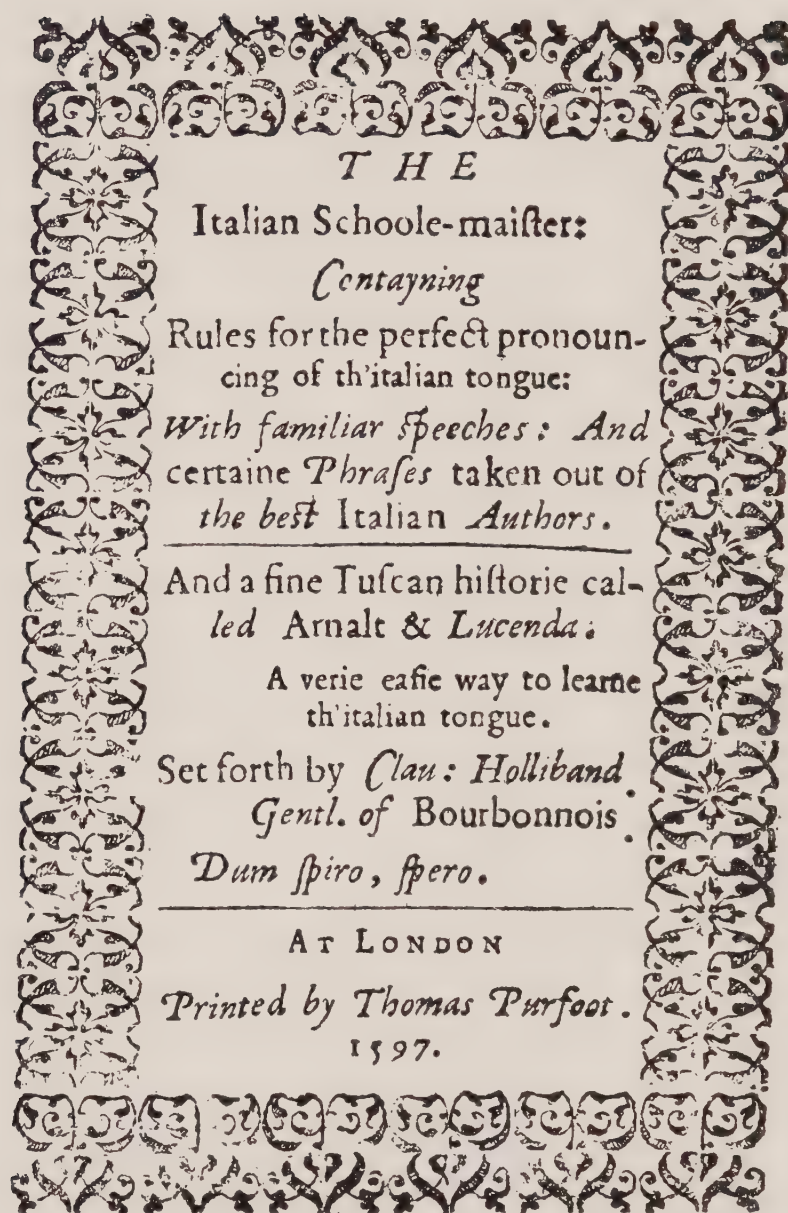 THE
Italian Schoole-maiſter:
Contayning
Rules for the perfect pronoun-
cing of th'italian tongue:
With familiar ſpeeches: And
certaine Phraſes taken out of
the beſt Italian Authors.
And a fine Tuſcan hiſtorie cal-
led Arnalt & Lucenda.
A verie eaſie way to learne
th'italian tongue.
Set forth by Clau: Holliband
Gentl. of Bourbonnois.
Dum ſpiro, ſpero.
AT LONDON
Printed by Thomas Purfoot.
1597.